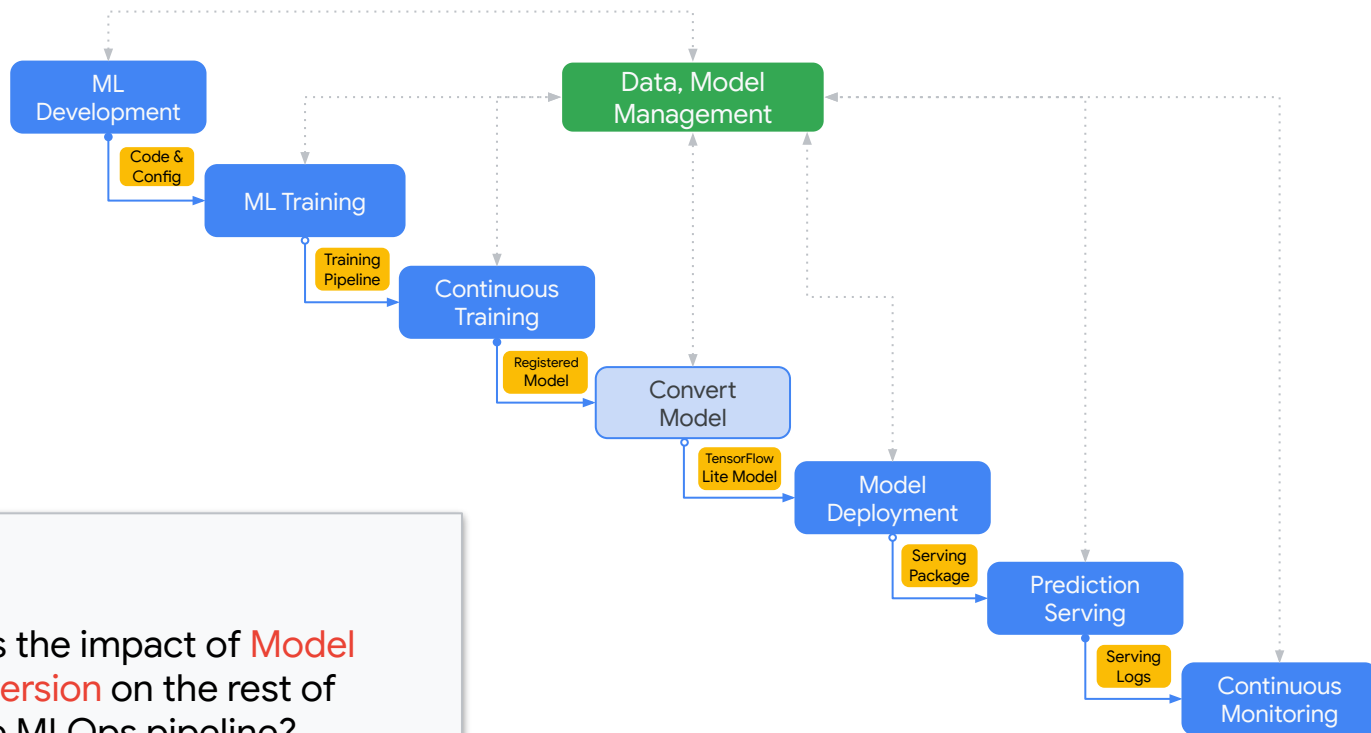 ML
Development
Data, Model
Management
Code &
Config
ML Training
Training
Pipeline
Continuous
Training
Registered
Model
Convert
Model
TensorFlow
Lite Model
Model
Deployment
Serving
Package
Prediction
Serving
Serving
Logs
Continuous
Monitoring
the impact of Model
on the rest of
MLOps pipeline?